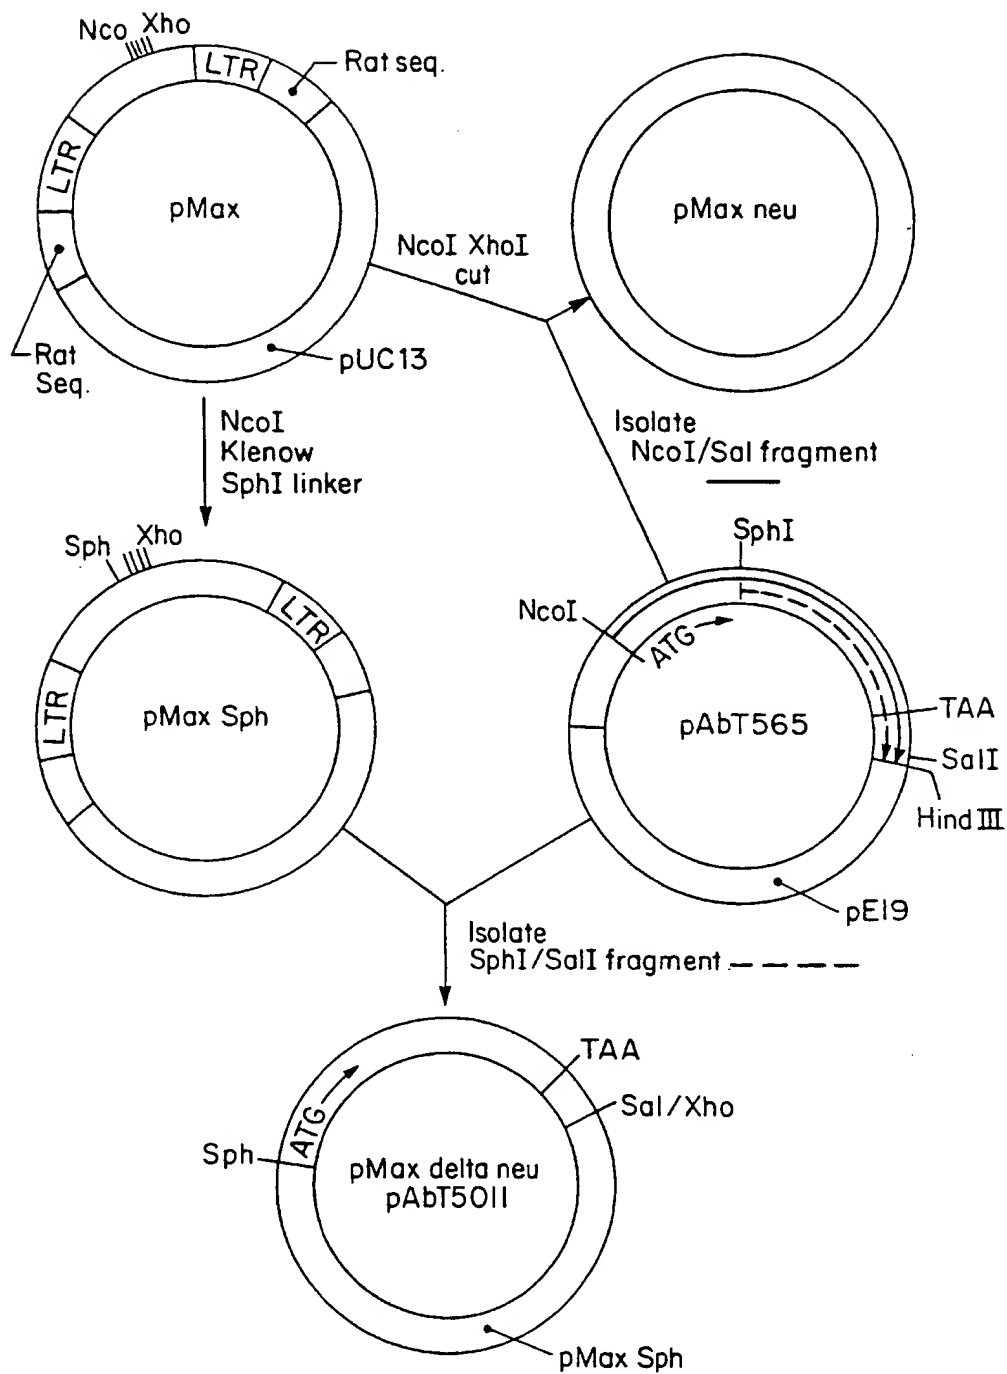 Nco Xho
LTR
Rat seq.
LTR
pMax
pMax neu
NcoI XhoI
cut
Rat
Seq.
pUC13
NcoI
Klenow
SphI linker
Isolate
NcoI/Sal fragment
Sph Xho
SphI
NcoI
ATG
LTR
LTR
pMax Sph
pAbT565
TAA
SalI
Hind III
pE19
Isolate
SphI/SalI fragment
TAA
Sal/Xho
ATG
Sph
pMax delta neu
pAbT5011
pMax Sph